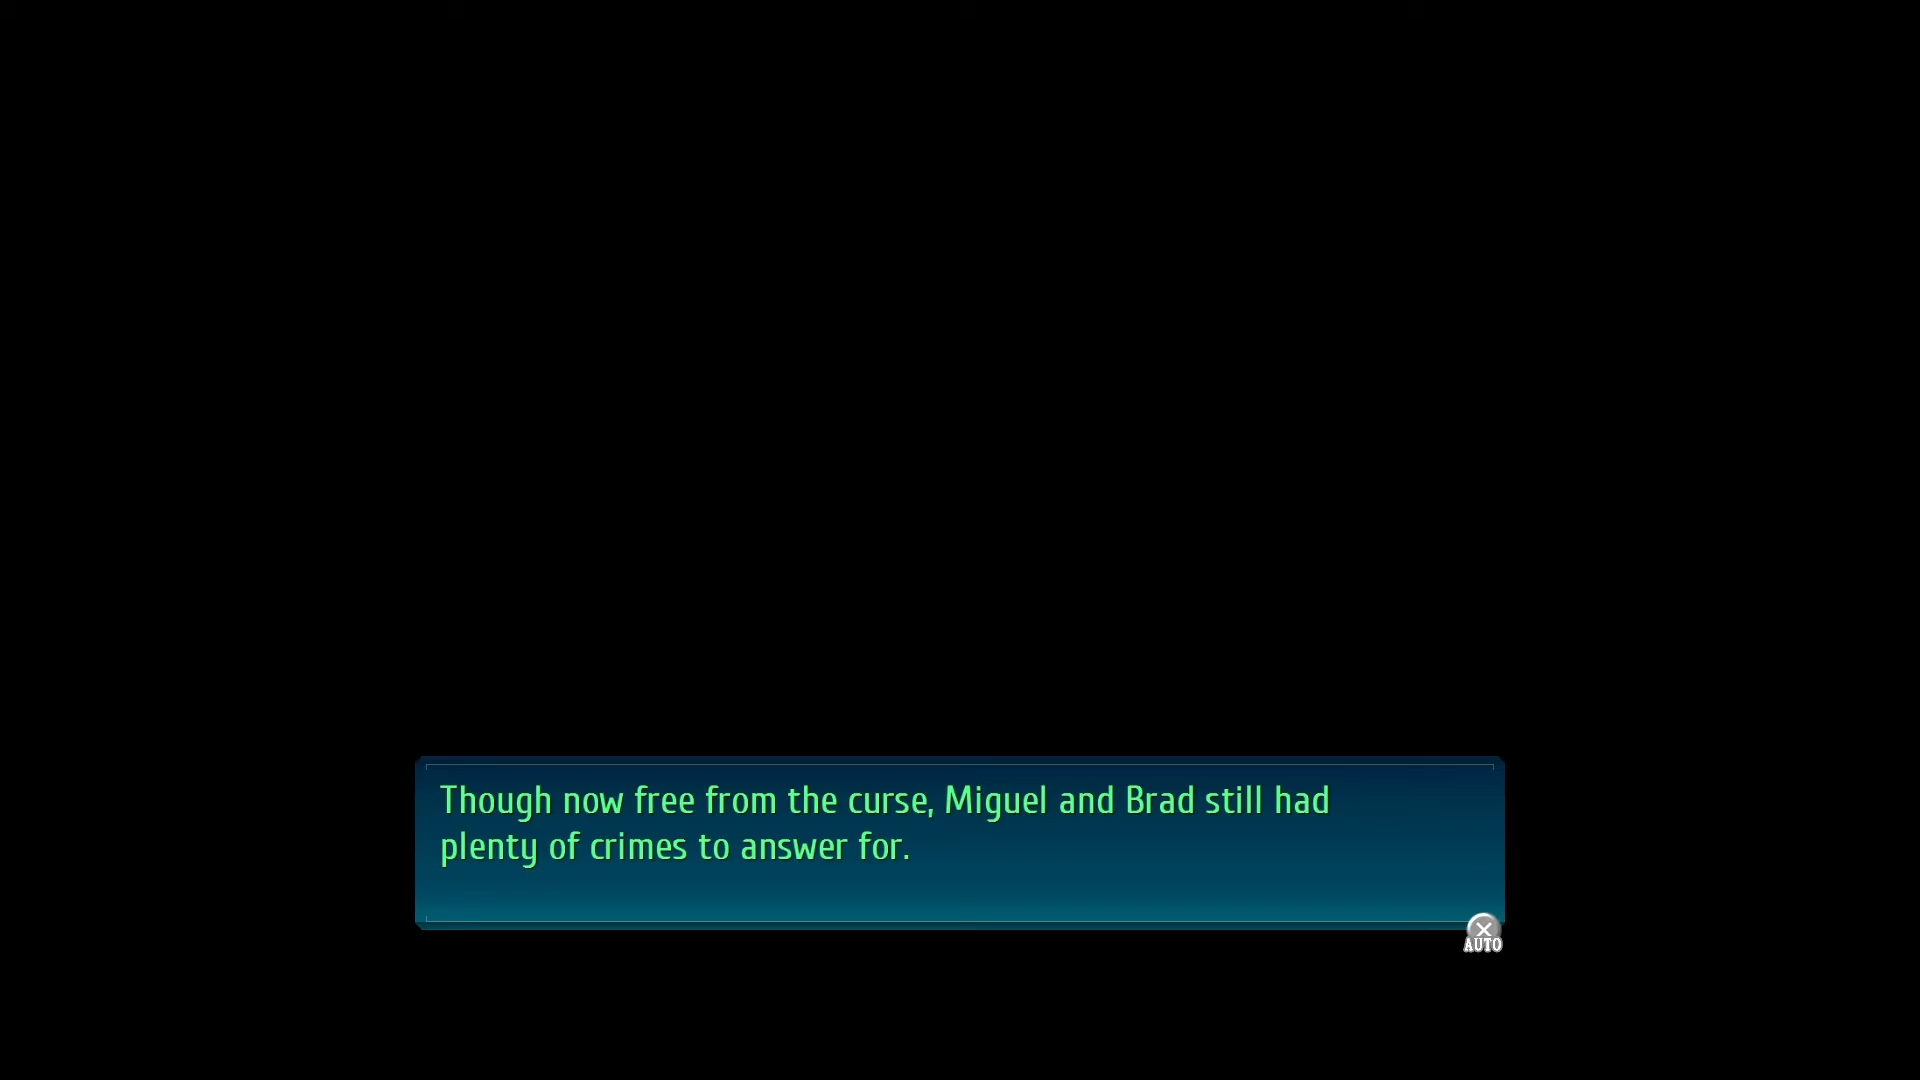 Though now free from the curse, Miguel and Brad still had
plenty of crimes to answer for.
AUTO